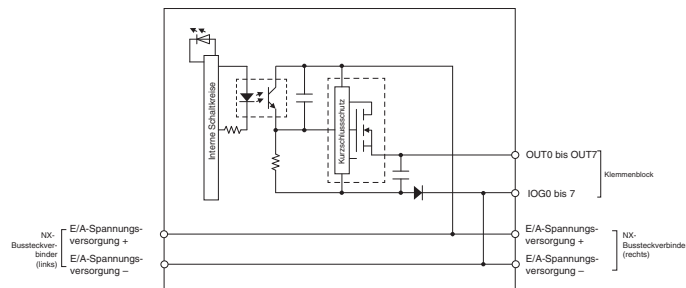 Interne Schaltkreise
Kurzschlussschutz
OUT0 bis OUT7
Klemmenblock
IOG0 bis 7
NX-
Bussteckver-
binder
(links)
E/A-Spannungs-
versorgung +
E/A-Spannungs-
versorgung –
E/A-Spannungs-
versorgung +
E/A-Spannungs-
versorgung –
NX-
Bussteckverbinde
(rechts)